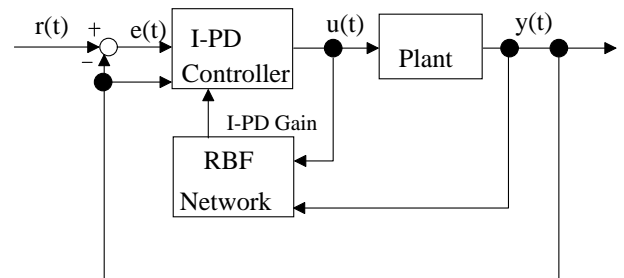 r(t)
+
−
e(t)
I-PD
Controller
u(t)
Plant
y(t)
I-PD Gain
RBF
Network